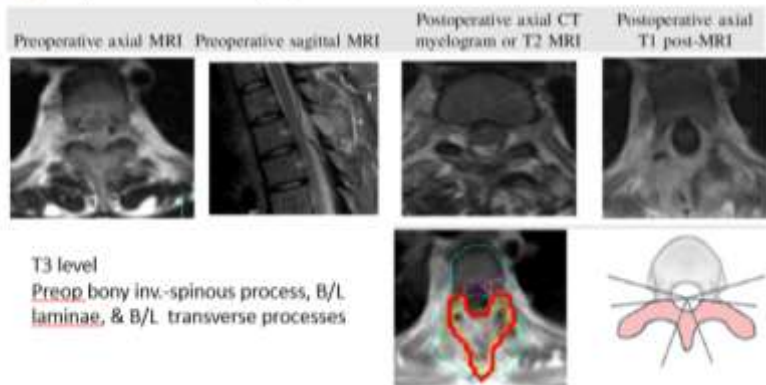 Preoperative axial MRI
Preoperative sagittal MRI
Postoperative axial CT
myelogram or T2 MRI
Postoperative axial
T1 post-MRI
T3 level
Preop bony inv.-spinous process, B/L
laminae, & B/L transverse processes